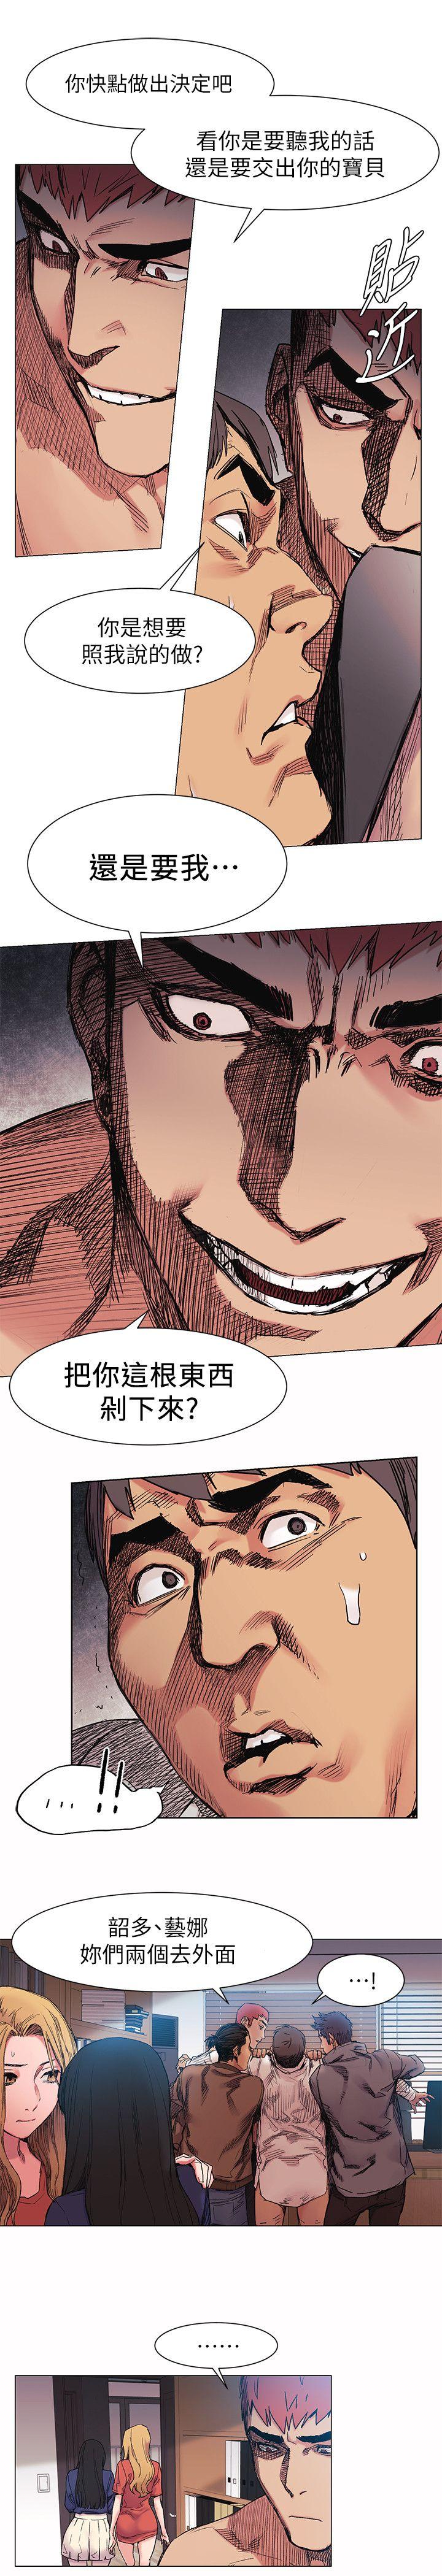 你快點做出決定吧
看你是要聽我的話
還是要交出你的寶貝
貼近
你是想要
照我說的做?
還是要我…
把你這根東西
剁下來?
...!!
韶多、藝娜
妳們兩個去外面
…!
……